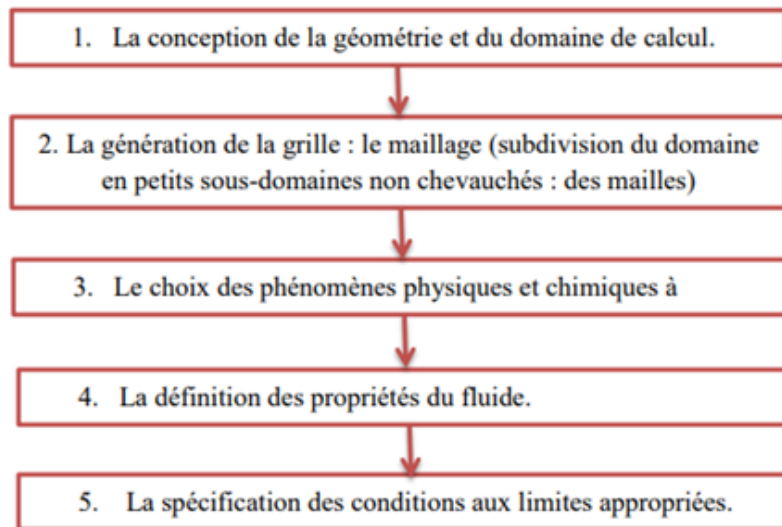 1. La conception de la géométrie et du domaine de calcul.
2. La génération de la grille : le maillage (subdivision du domaine
en petits sous-domaines non chevauchés : des mailles)
3. Le choix des phénomènes physiques et chimiques à
4. La définition des propriétés du fluide.
5. La spécification des conditions aux limites appropriées.